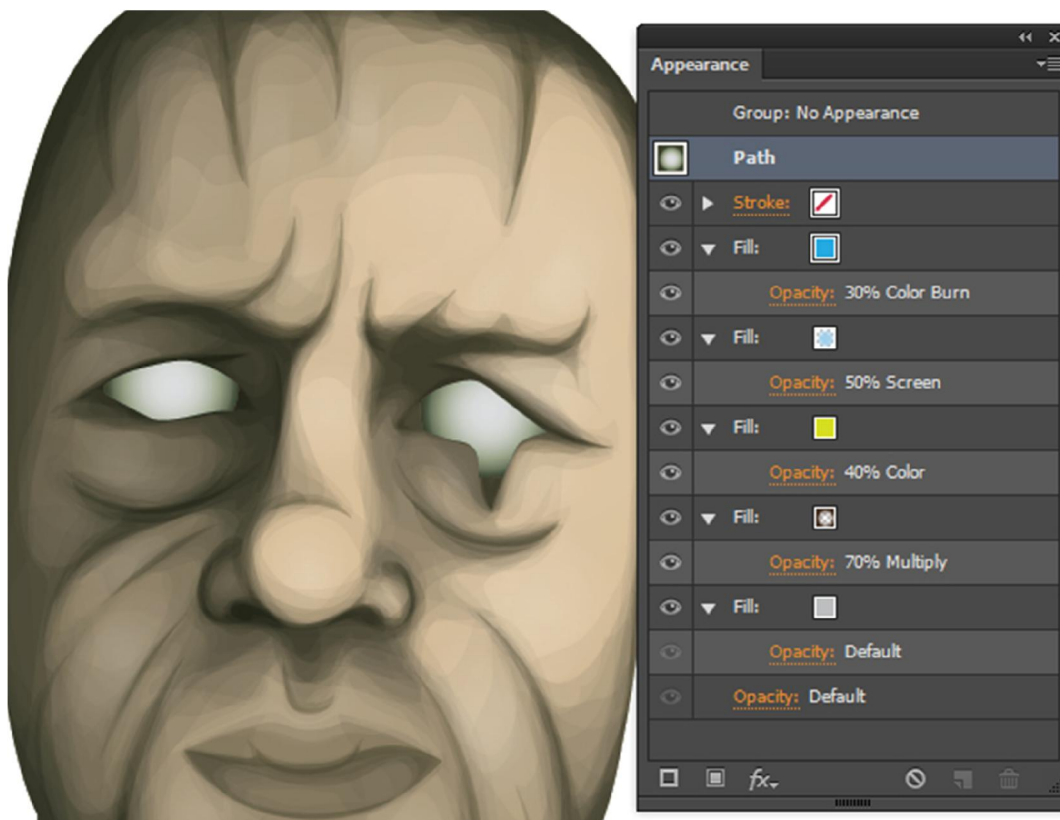 Appearance
Group: No Appearance
Path
Stroke:
Fill:
Opacity: 30% Color Burn
Fill:
Opacity: 50% Screen
Fill:
Opacity: 40% Color
Fill:
Opacity: 70% Multiply
Fill:
Opacity: Default
Opacity: Default
fx